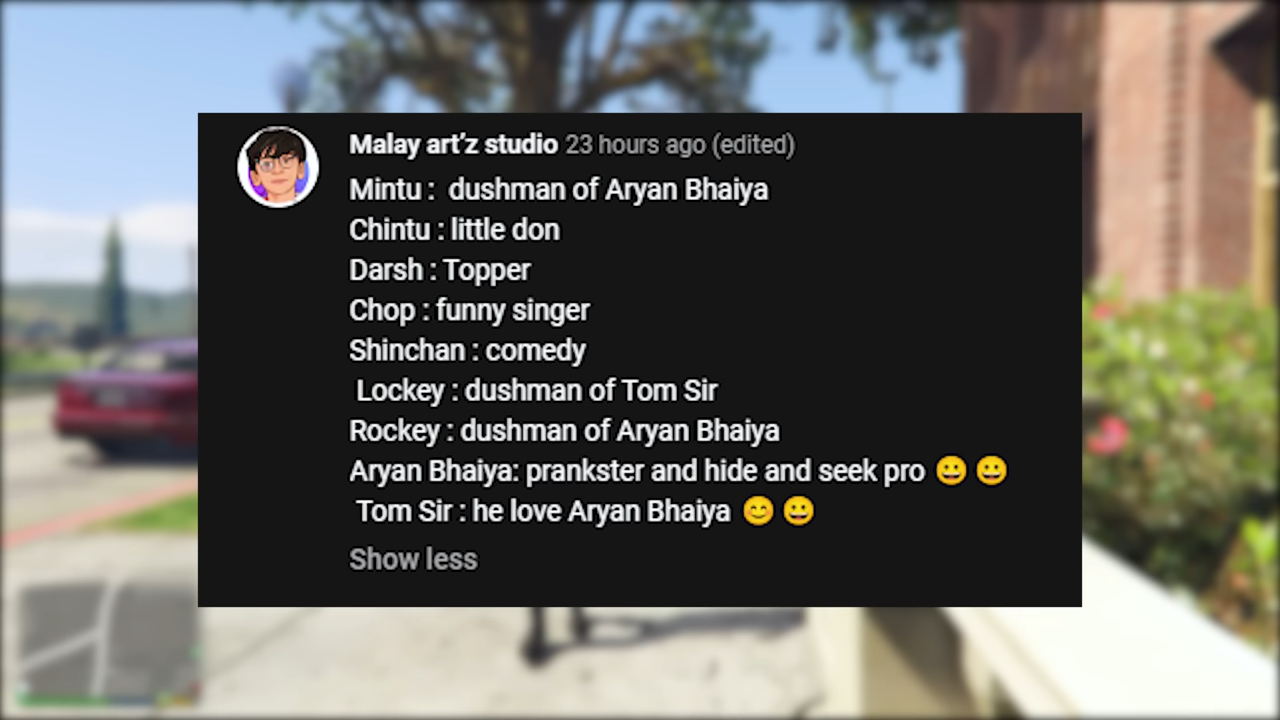 Malay art'z studio 23 hours ago (edited)
Mintu :  dushman of Aryan Bhaiya
Chintu : little don
Darsh : Topper
Chop : funny singer
Shinchan : comedy
Lockey : dushman of Tom Sir
Rockey : dushman of Aryan Bhaiya
Aryan Bhaiya: prankster and hide and seek pro 😀 😀
Tom Sir : he love Aryan Bhaiya 😊 😀
Show less